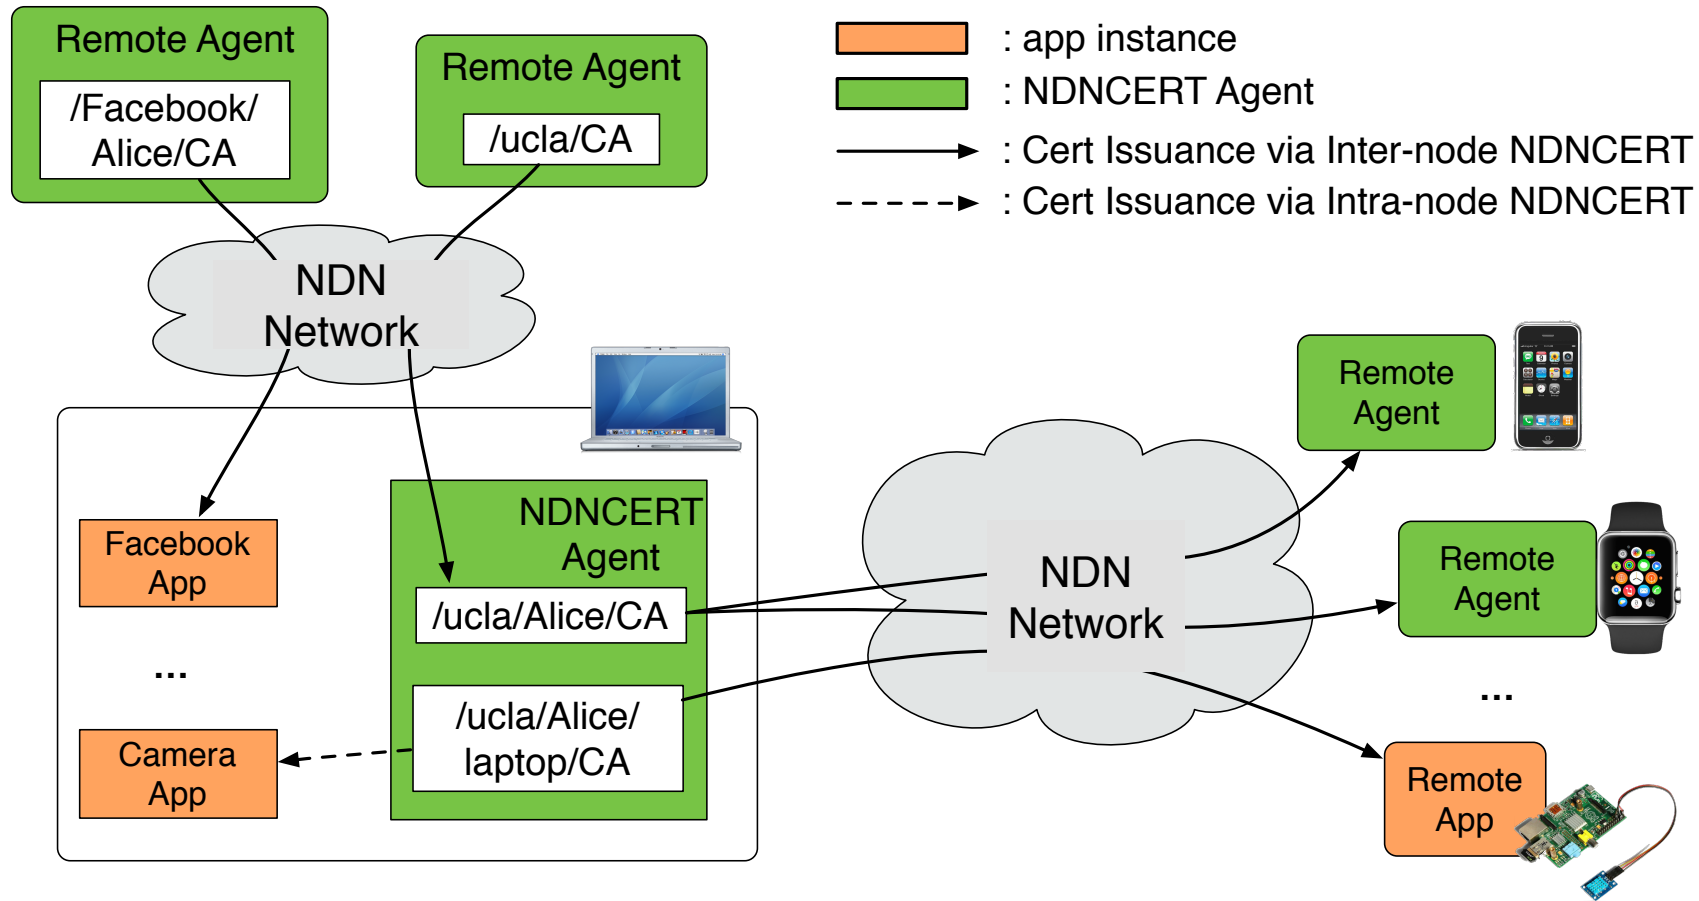 Remote Agent
/Facebook/
Alice/CA
Remote Agent
/ucla/CA
: app instance
: NDNCERT Agent
: Cert Issuance via Inter-node NDNCERT
: Cert Issuance via Intra-node NDNCERT
NDN
Network
Facebook
App
...
Camera
App
NDNCERT
Agent
/ucla/Alice/CA
/ucla/Alice/
laptop/CA
NDN
Network
Remote
Agent
Remote
Agent
...
Remote
App